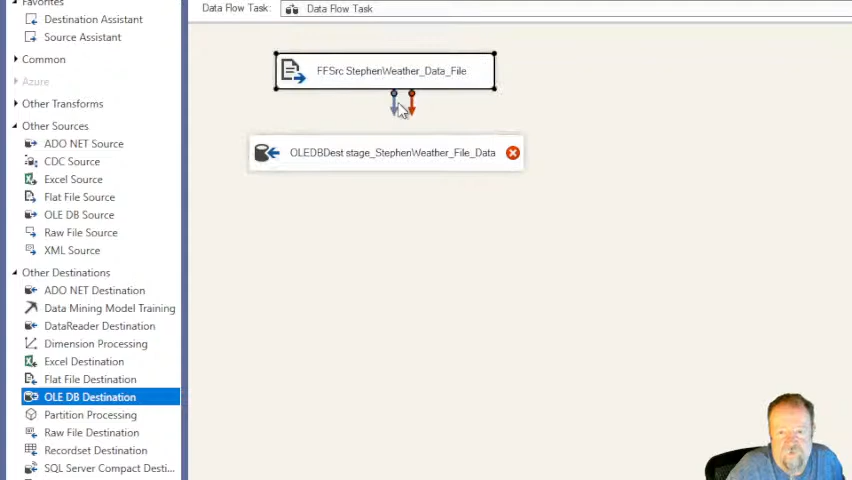 Favorites
Destination Assistant
Source Assistant
Common
Azure
Other Transforms
Other Sources
ADO NET Source
CDC Source
Excel Source
Flat File Source
OLE DB Source
Raw File Source
XML Source
Other Destinations
ADO NET Destination
Data Mining Model Training
DataReader Destination
Dimension Processing
Excel Destination
Flat File Destination
OLE DB Destination
Partition Processing
Raw File Destination
Recordset Destination
SQL Server Compact Desti...
Data Flow Task: Data Flow Task
FFSrc StephenWeather_Data_File
OLEDBDest stage_StephenWeather_File_Data